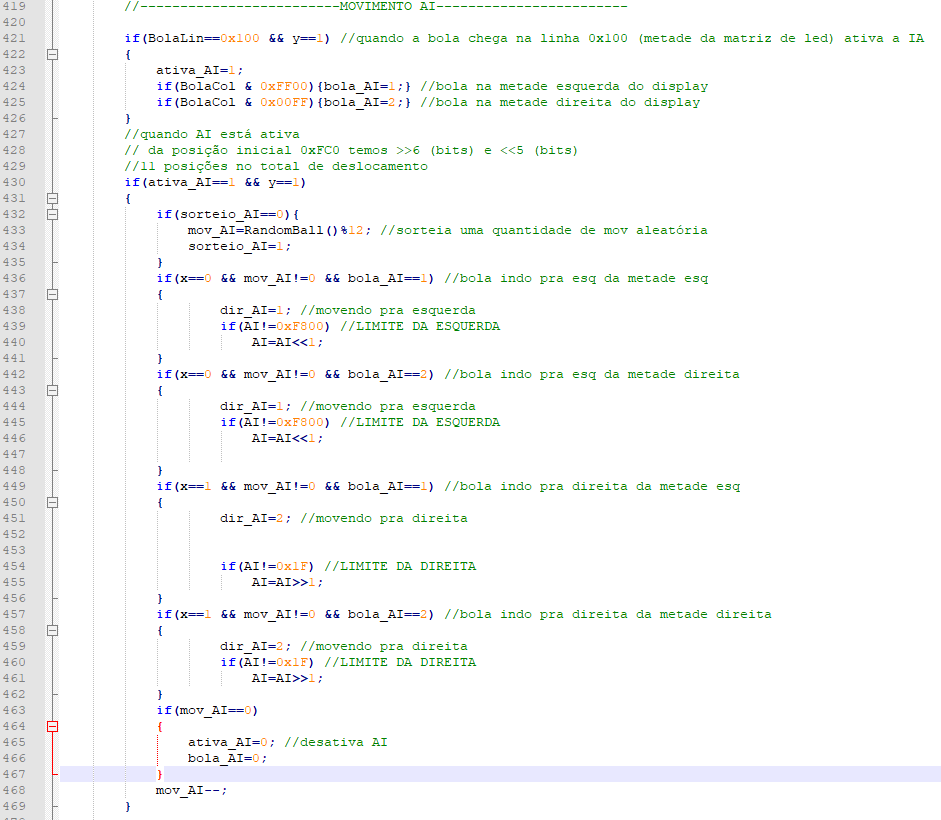 419 //-------------------------MOVIMENTO AI------------------------
420
421 if(BolaLin==0x100 && y==1) //quando a bola chega na linha 0x100 (metade da matriz de led) ativa a IA
422 {
423 ativa_AI=1;
424 if(BolaCol & 0xFF00){bola_AI=1;} //bola na metade esquerda do display
425 if(BolaCol & 0x00FF){bola_AI=2;} //bola na metade direita do display
426 }
427 //quando AI está ativa
428 // da posição inicial 0xFC0 temos >>6 (bits) e <<5 (bits)
429 //11 posições no total de deslocamento
430 if(ativa_AI==1 && y==1)
431 {
432 if(sorteio_AI==0){
433 mov_AI=RandomBall()%12; //sorteia uma quantidade de mov aleatória
434 sorteio_AI=1;
435 }
436 if(x==0 && mov_AI!=0 && bola_AI==1) //bola indo pra esq da metade esq
437 {
438 dir_AI=1; //movendo pra esquerda
439 if(AI!=0xF800) //LIMITE DA ESQUERDA
440 AI=AI<<1;
441 }
442 if(x==0 && mov_AI!=0 && bola_AI==2) //bola indo pra esq da metade direita
443 {
444 dir_AI=1; //movendo pra esquerda
445 if(AI!=0xF800) //LIMITE DA ESQUERDA
446 AI=AI<<1;
447
448 }
449 if(x==1 && mov_AI!=0 && bola_AI==1) //bola indo pra direita da metade esq
450 {
451 dir_AI=2; //movendo pra direita
452
453
454 if(AI!=0x1F) //LIMITE DA DIREITA
455 AI=AI>>1;
456 }
457 if(x==1 && mov_AI!=0 && bola_AI==2) //bola indo pra direita da metade direita
458 {
459 dir_AI=2; //movendo pra direita
460 if(AI!=0x1F) //LIMITE DA DIREITA
461 AI=AI>>1;
462 }
463 if(mov_AI==0)
464 {
465 ativa_AI=0; //desativa AI
466 bola_AI=0;
467 }
468 mov_AI--;
469 }